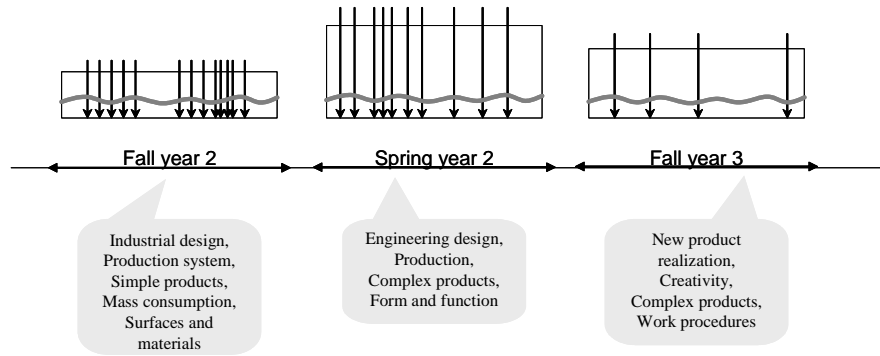 Fall year 2
Spring year 2
Fall year 3
Industrial design,
Production system,
Simple products,
Mass consumption,
Surfaces and
materials
Engineering design,
Production,
Complex products,
Form and function
New product
realization,
Creativity,
Complex products,
Work procedures